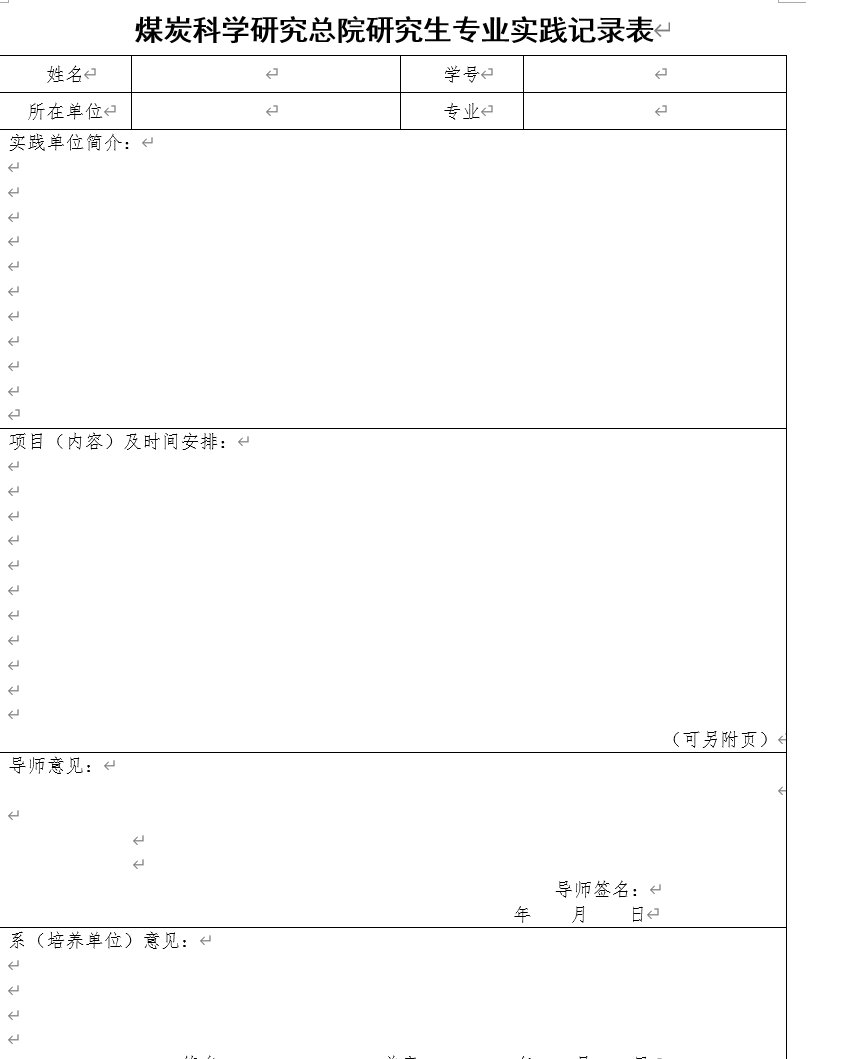 煤炭科学研究总院研究生专业实践记录表
姓名 学号
所在单位 专业
实践单位简介：
项目（内容）及时间安排：
（可另附页）
导师意见：
导师签名：
年 月 日
系（培养单位）意见：